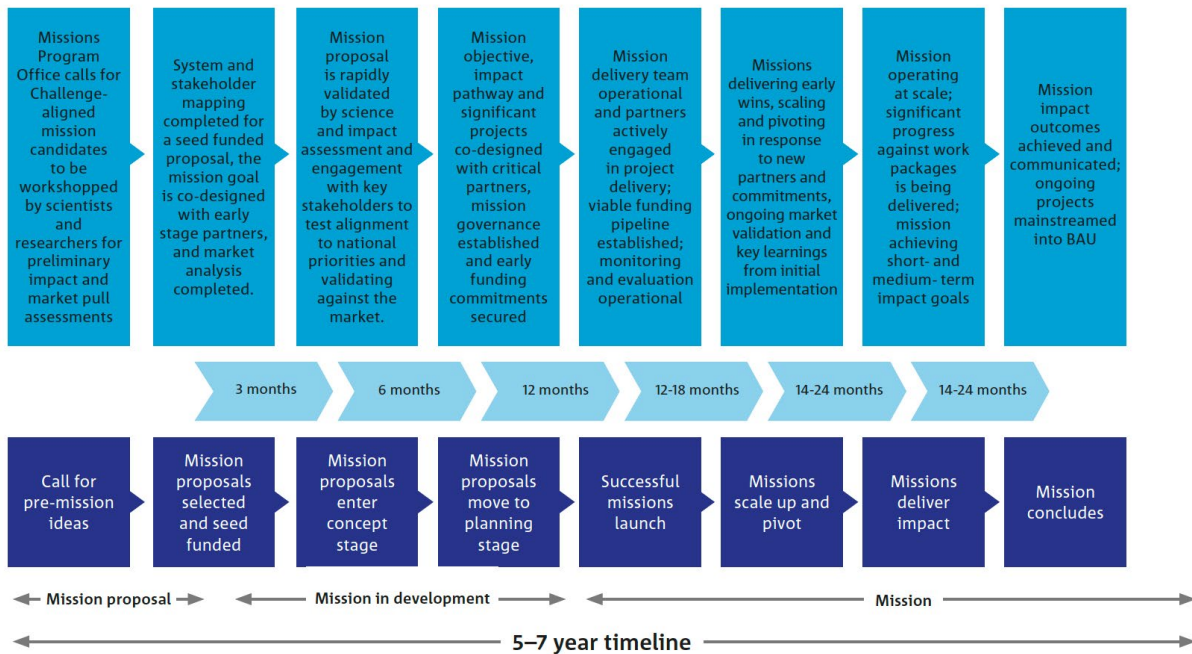 Missions
Program
Office calls for
Challenge-
aligned
mission
candidates
to be
workshopped
by scientists
and
researchers for
preliminary
impact and
market pull
assessments
System and
stakeholder
mapping
completed for
a seed funded
proposal, the
mission goal
is co-designed
with early
stage partners,
and market
analysis
completed.
Mission
proposal
is rapidly
validated
by science
and impact
assessment and
engagement
with key
stakeholders to
test alignment
to national
priorities and
validating
against the
market.
Mission
objective,
impact
pathway and
significant
projects
co-designed
with critical
partners,
mission
governance
established
and early
funding
commitments
secured
Mission
delivery team
operational
and partners
actively
engaged
in project
delivery;
viable funding
pipeline
established;
monitoring
and evaluation
operational
Missions
delivering early
wins, scaling
and pivoting
in response
to new
partners and
commitments,
ongoing market
validation and
key learnings
from initial
implementation
Mission
operating
at scale;
significant
progress
against work
packages
is being
delivered;
mission
achieving
short- and
medium- term
impact goals
Mission
impact
outcomes
achieved and
communicated;
ongoing
projects
mainstreamed
into BAU
3 months
6 months
12 months
12-18 months
14-24 months
14-24 months
Call for
pre-mission
ideas
Mission
proposals
selected
and seed
funded
Mission
proposals
enter
concept
stage
Mission
proposals
move to
planning
stage
Successful
missions
launch
Missions
scale up and
pivot
Missions
deliver
impact
Mission
concludes
Mission proposal
Mission in development
Mission
5–7 year timeline